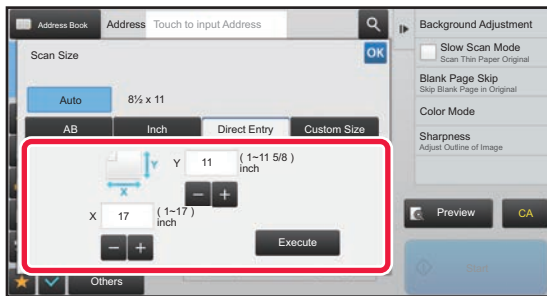 Address Book
Address
Touch to input Address
Background Adjustment
Scan Size
OK
Slow Scan Mode
Scan Thin Paper Original
Auto
8½ x 11
Blank Page Skip
Skip Blank Page in Original
Color Mode
AB
Inch
Direct Entry
Custom Size
Sharpness
Adjust Outline of Image
Y
X
Y
11
( 1~11 5/8 )
inch
X
17
( 1~17 )
inch
Execute
Preview
CA
Others